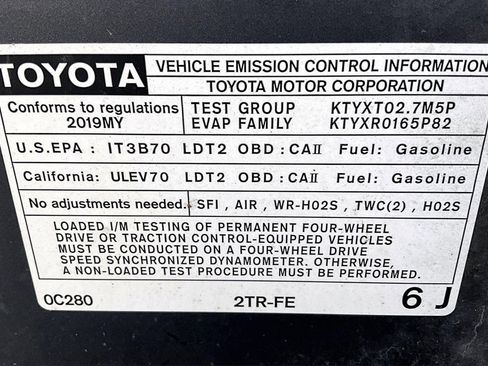 TOYOTA
VEHICLE EMISSION CONTROL INFORMATION
TOYOTA MOTOR CORPORATION
Conforms to regulations
2019MY
TEST GROUP KTYXT02.7M5P
EVAP FAMILY KTYXR0165P82
U.S.EPA : IT3B70 LDT2 OBD : CAII Fuel: Gasoline
California: ULEV70 LDT2 OBD : CAII Fuel: Gasoline
No adjustments needed. SFI , AIR , WR-HO2S , TWC(2) , HO2S
LOADED I/M TESTING OF PERMANENT FOUR-WHEEL
DRIVE OR TRACTION CONTROL-EQUIPPED VEHICLES
MUST BE CONDUCTED ON A FOUR-WHEEL DRIVE
SPEED SYNCHRONIZED DYNAMOMETER. OTHERWISE,
A NON-LOADED TEST PROCEDURE MUST BE PERFORMED.
0C280 2TR-FE 6 J